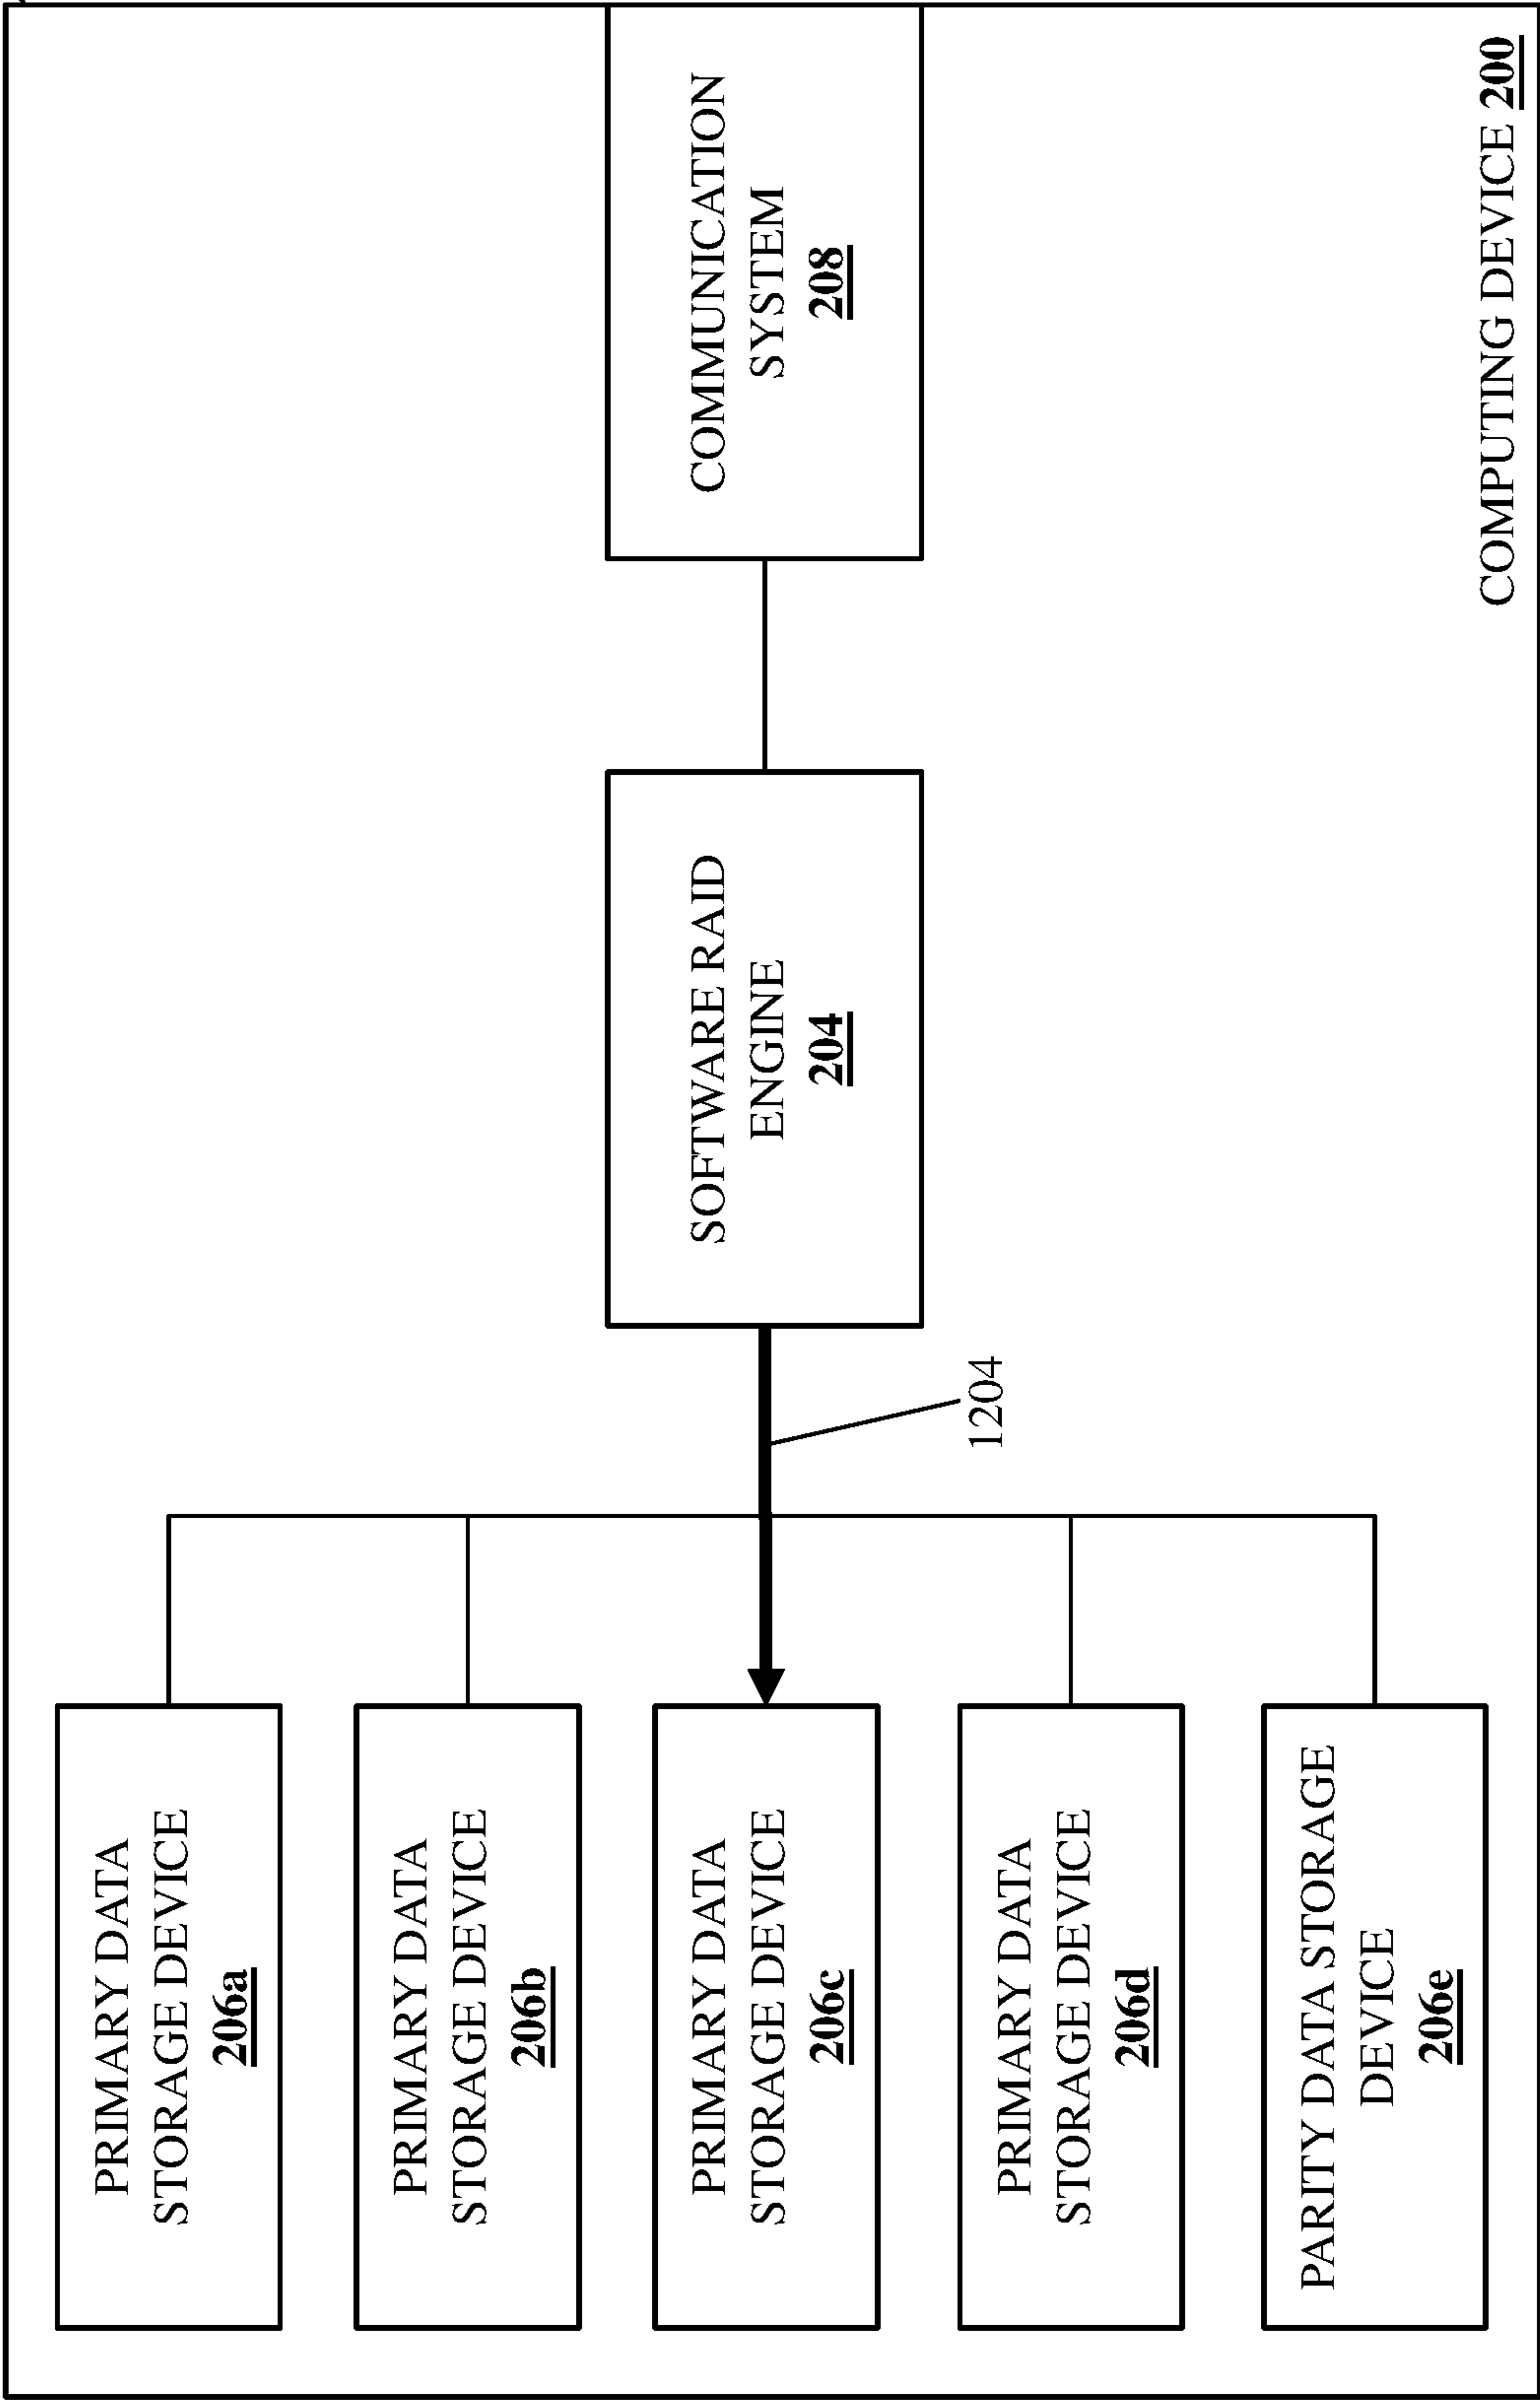 COMPUTING DEVICE 200
COMMUNICATION
SYSTEM
208
SOFTWARE RAID
ENGINE
204
1204
PRIMARY DATA
STORAGE DEVICE
206a
PRIMARY DATA
STORAGE DEVICE
206b
PRIMARY DATA
STORAGE DEVICE
206c
PRIMARY DATA
STORAGE DEVICE
206d
PARITY DATA STORAGE
DEVICE
206e